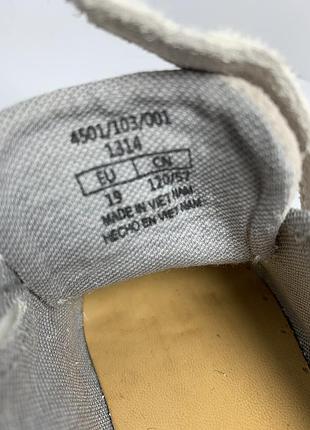 4501/103/001
1314
EU CN
19 120/57
MADE IN VIETNAM
HECHO EN VIETNAM